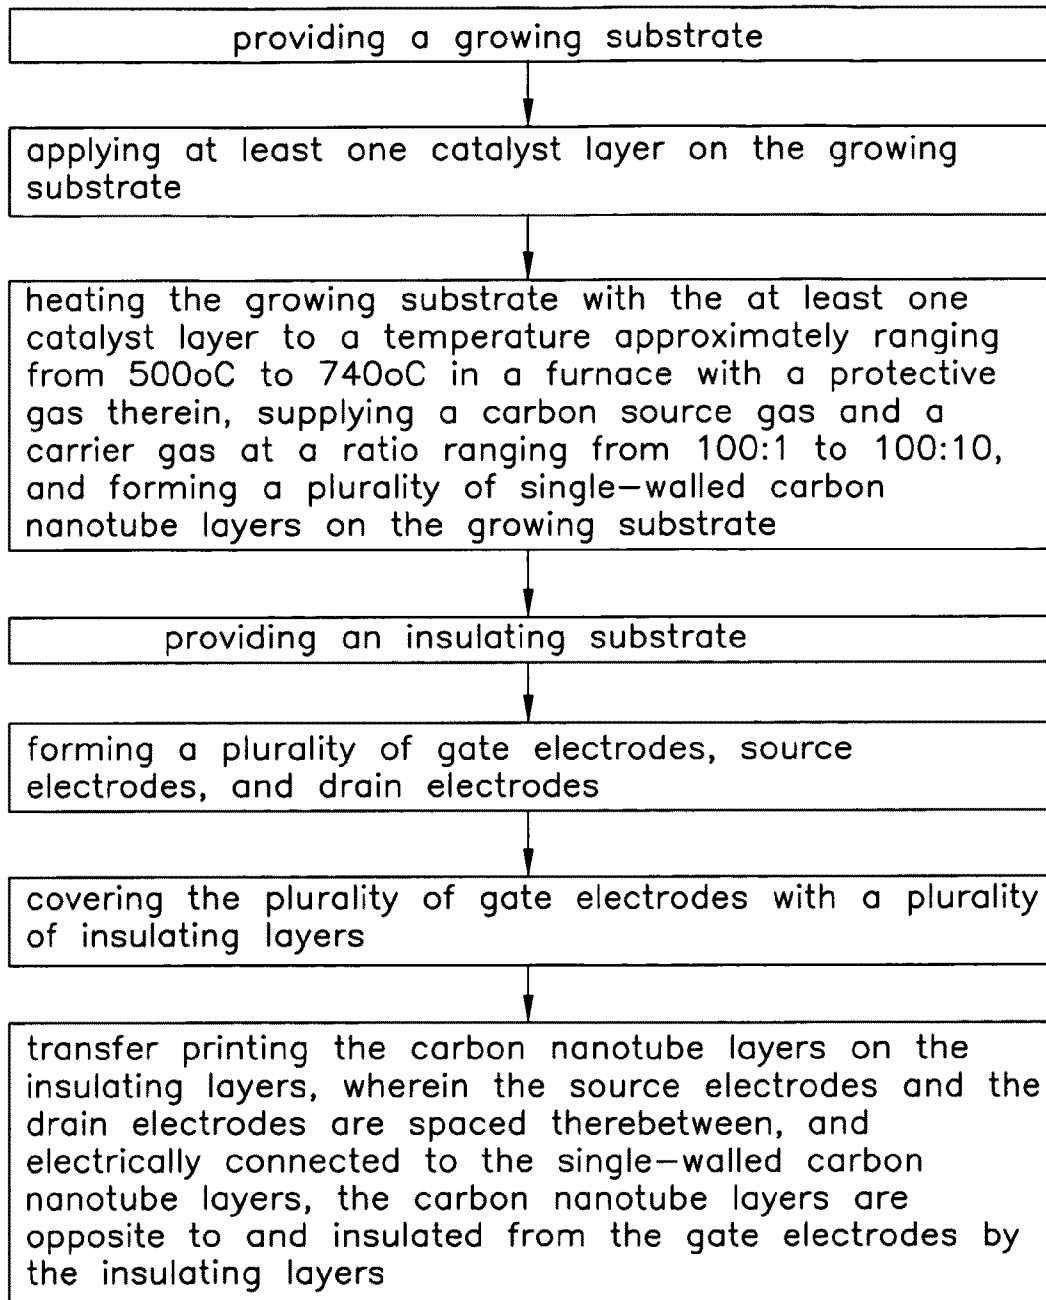 providing a growing substrate
applying at least one catalyst layer on the growing
substrate
heating the growing substrate with the at least one
catalyst layer to a temperature approximately ranging
from 500oC to 740oC in a furnace with a protective
gas therein, supplying a carbon source gas and a
carrier gas at a ratio ranging from 100:1 to 100:10,
and forming a plurality of single-walled carbon
nanotube layers on the growing substrate
providing an insulating substrate
forming a plurality of gate electrodes, source
electrodes, and drain electrodes
covering the plurality of gate electrodes with a plurality
of insulating layers
transfer printing the carbon nanotube layers on the
insulating layers, wherein the source electrodes and the
drain electrodes are spaced therebetween, and
electrically connected to the single-walled carbon
nanotube layers, the carbon nanotube layers are
opposite to and insulated from the gate electrodes by
the insulating layers